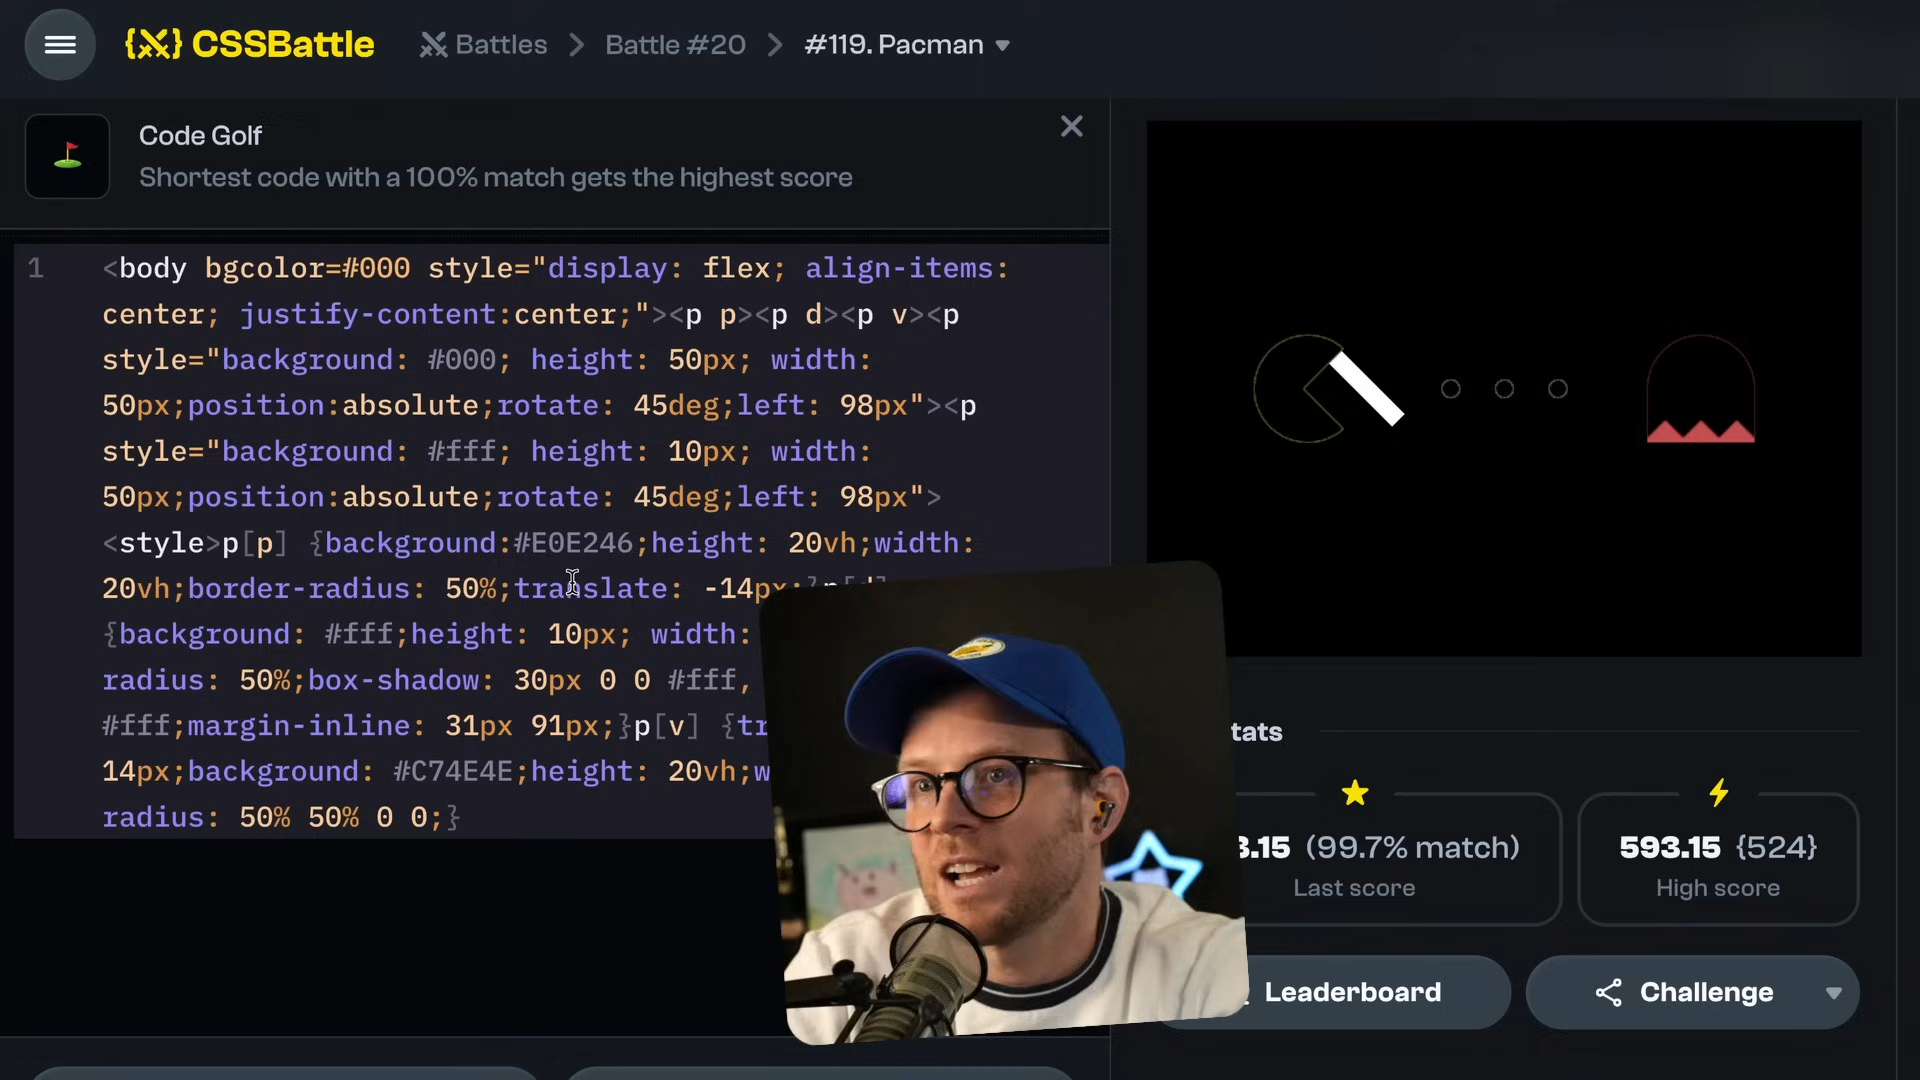 CSSBattle Battles Battle #20 #119. Pacman
Code Golf
Shortest code with a 100% match gets the highest score
1 <body bgcolor=#000 style="display: flex; align-items:
center; justify-content:center;"><p p><p d><p v><p
style="background: #000; height: 50px; width:
50px;position:absolute;rotate: 45deg;left: 98px"><p
style="background: #fff; height: 10px; width:
50px;position:absolute;rotate: 45deg;left: 98px">
<style>p[p] {background:#E0E246;height: 20vh;width:
20vh;border-radius: 50%;translate: -14px;}p[d]
{background: #fff;height: 10px; width:
radius: 50%;box-shadow: 30px 0 0 #fff,
#fff;margin-inline: 31px 91px;}p[v] {tr
14px;background: #C74E4E;height: 20vh;w
radius: 50% 50% 0 0;}
tats
3.15 (99.7% match)
Last score
593.15 {524}
High score
Leaderboard
Challenge